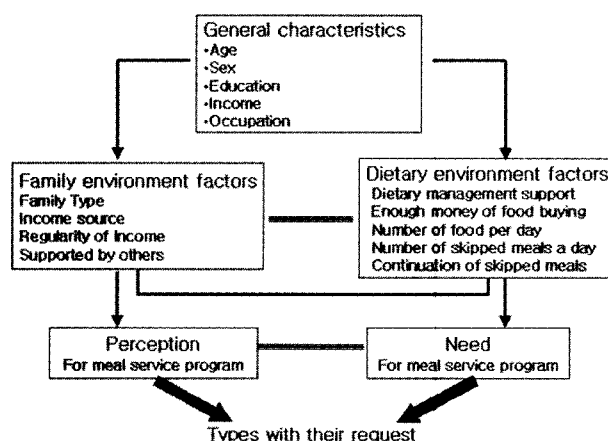 General characteristics
•Age
•Sex
•Education
•Income
•Occupation
Family environment factors
Family Type
Income source
Regularity of Income
Supported by others
Dietary environment factors
Dietary management support
Enough money of food buying
Number of food per day
Number of skipped meals a day
Continuation of skipped meals
Perception
For meal service program
Need
For meal service program
Types with their request